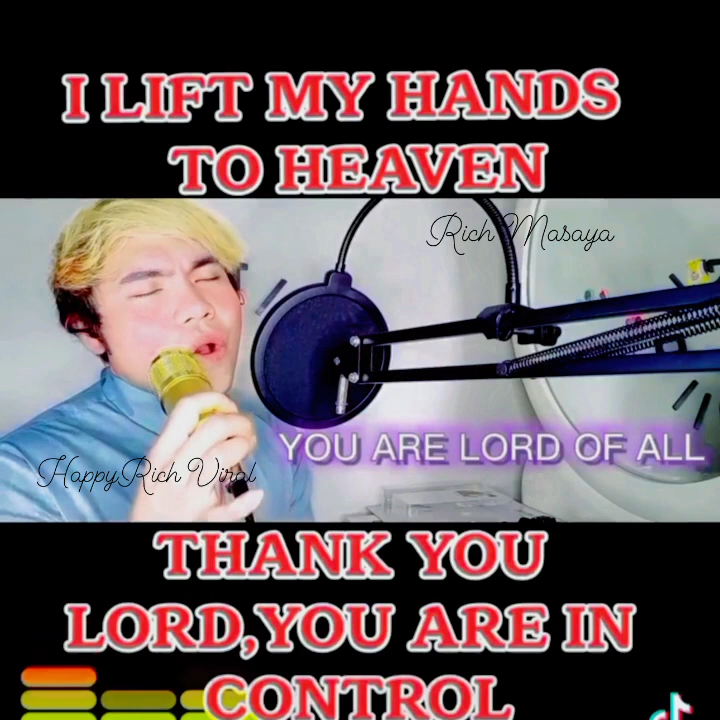 I LIFT MY HANDS
TO HEAVEN
Rich Masaya
YOU ARE LORD OF ALL
HappyRich Viral
THANK YOU
LORD,YOU ARE IN
CONTROL